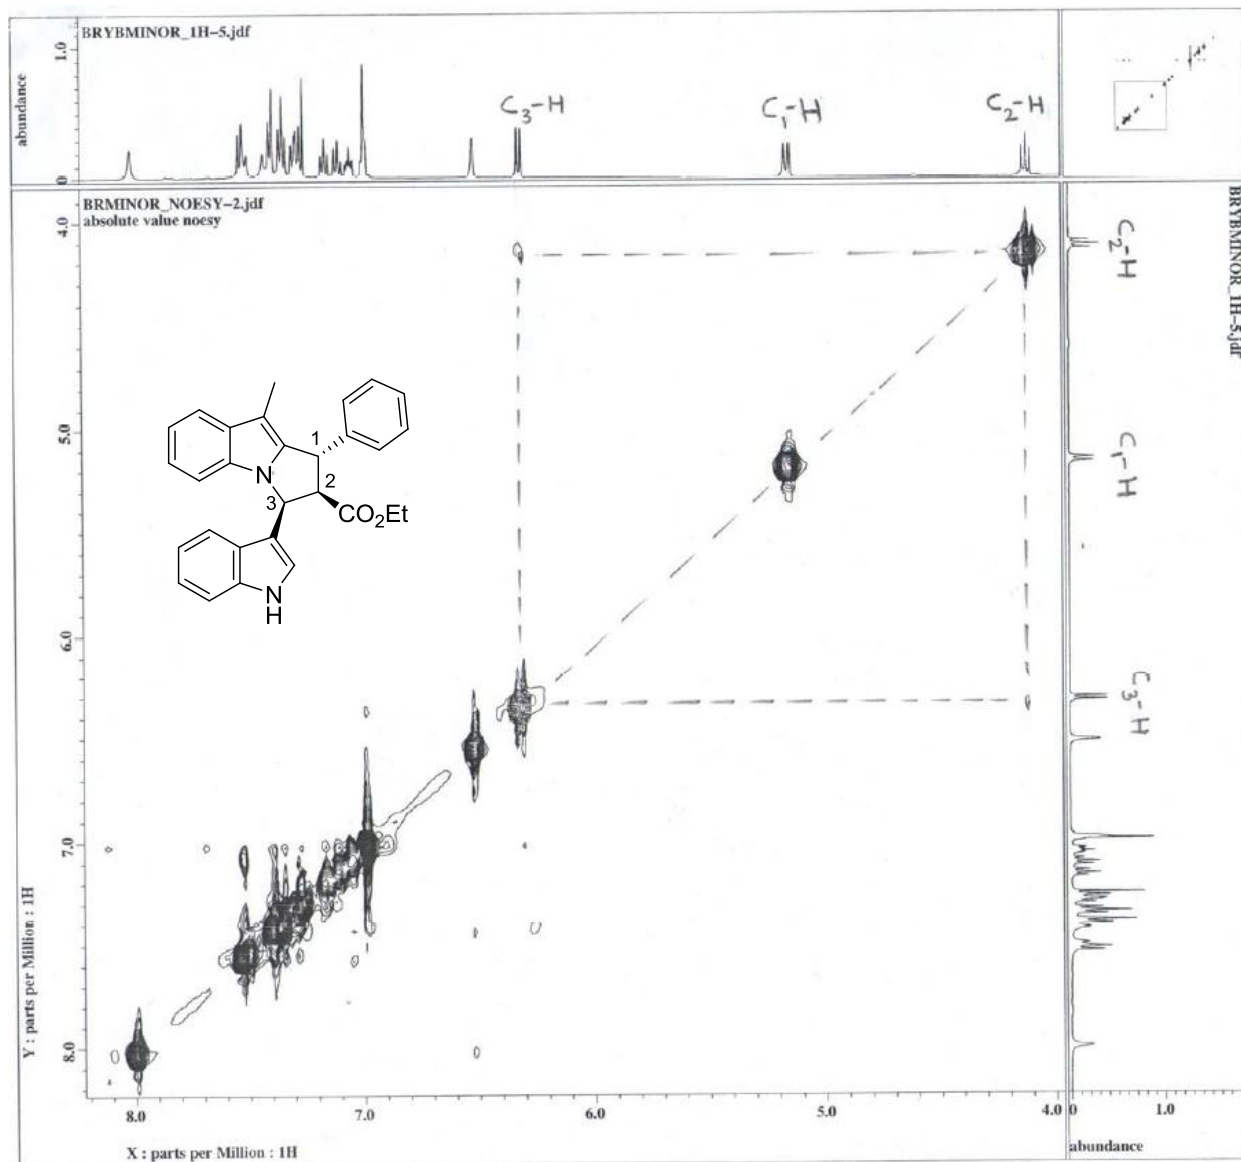 BRYBMINOR_1H-5.jdf
abundance
1.0
0
C3-H
C1-H
C2-H
BRMINOR_NOESY-2.jdf
absolute value noesy
BRYBMINOR_1H-5.jdf
4.0
5.0
6.0
7.0
8.0
Y : parts per Million : 1H
1
2
3
N
CO2Et
N
H
C2-H
C1-H
C3-H
8.0 7.0 6.0 5.0 4.0 0 1.0
X : parts per Million : 1H
abundance